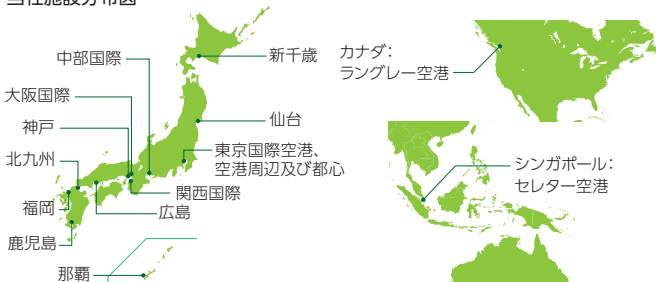 当社施設分布図
中部国際
新千歳
大阪国際
神戸
仙台
北九州
東京国際空港、
空港周辺及び都心
関西国際
福岡
広島
鹿児島
那覇
カナダ：
ラングレー空港
シンガポール：
セレター空港